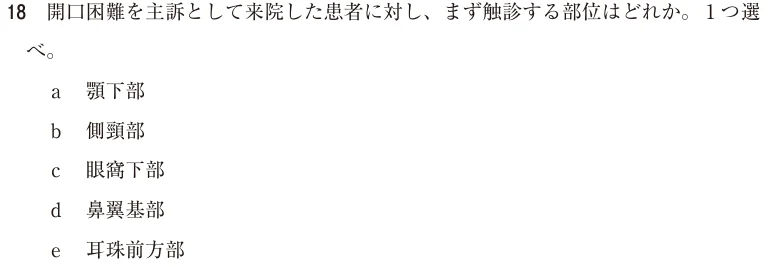 18 開口困難を主訴として来院した患者に対し、まず触診する部位はどれか。1つ選
べ。
a 顎下部
b 側頸部
c 眼窩下部
d 鼻翼基部
e 耳珠前方部